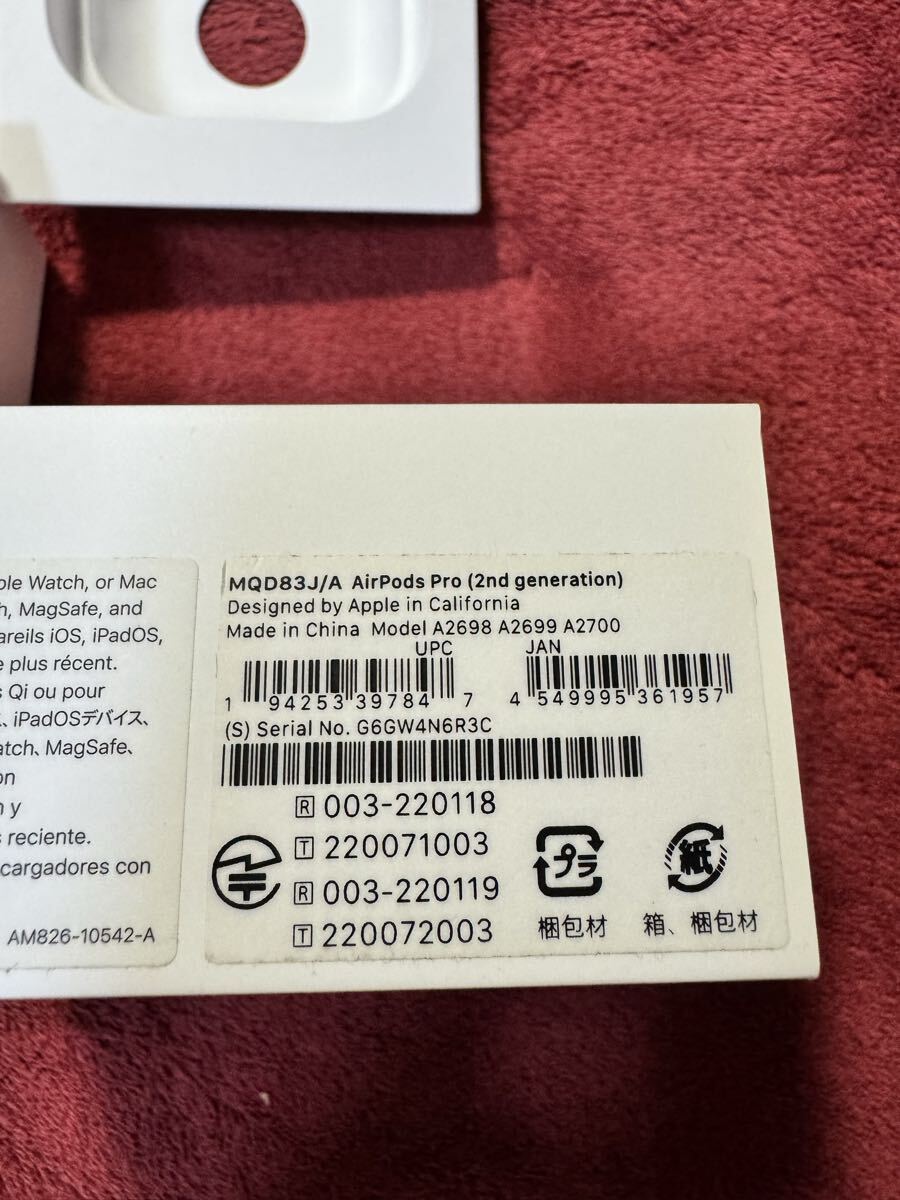 ble Watch, or Mac
h, MagSafe, and
areils iOS, iPadOS,
e plus récent.
s Qi ou pour
、iPadOSデバイス、
atch、MagSafe、
on
n y
s reciente.
cargadores con
AM826-10542-A
MQD83J/A AirPods Pro (2nd generation)
Designed by Apple in California
Made in China Model A2698 A2699 A2700
UPC JAN
1 94253 39784 7 4 549995 361957
(S) Serial No. G6GW4N6R3C
R 003-220118
T 220071003
R 003-220119
T 220072003
プラ 紙
梱包材 箱、梱包材